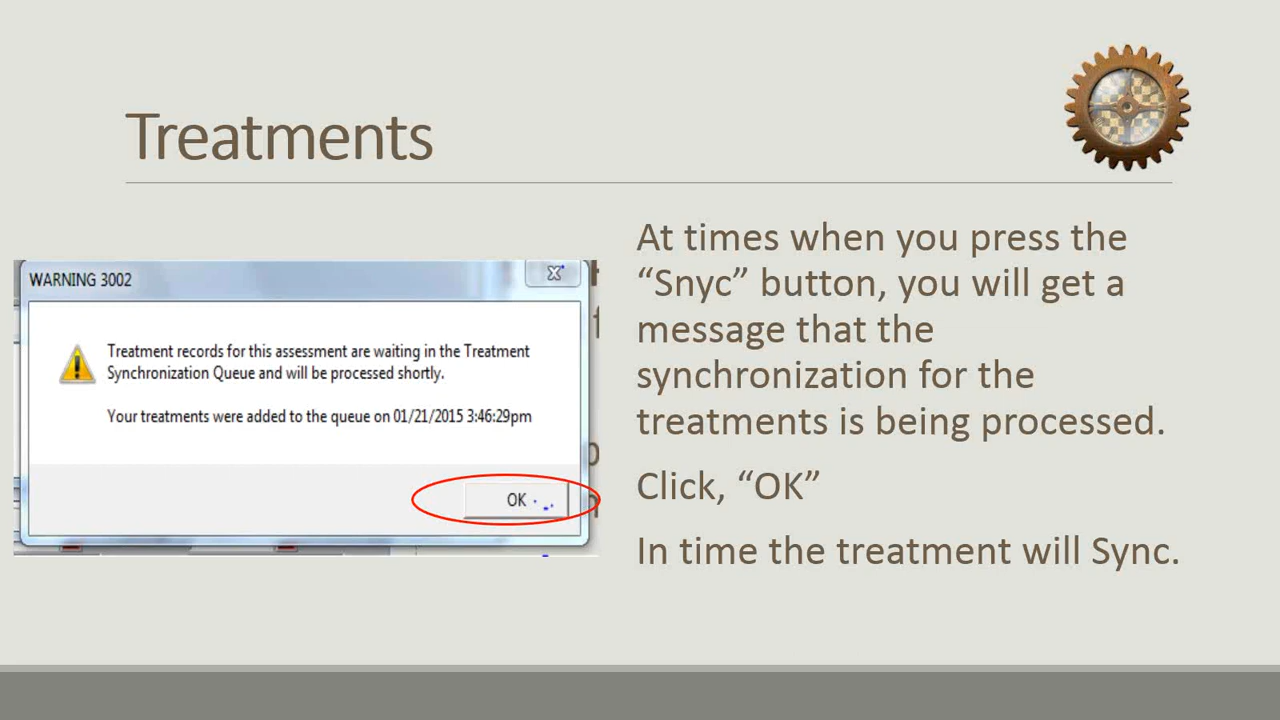 Treatments
WARNING 3002
Treatment records for this assessment are waiting in the Treatment
Synchronization Queue and will be processed shortly.
Your treatments were added to the queue on 01/21/2015 3:46:29pm
OK
At times when you press the
“Snyc” button, you will get a
message that the
synchronization for the
treatments is being processed.
Click, “OK”
In time the treatment will Sync.